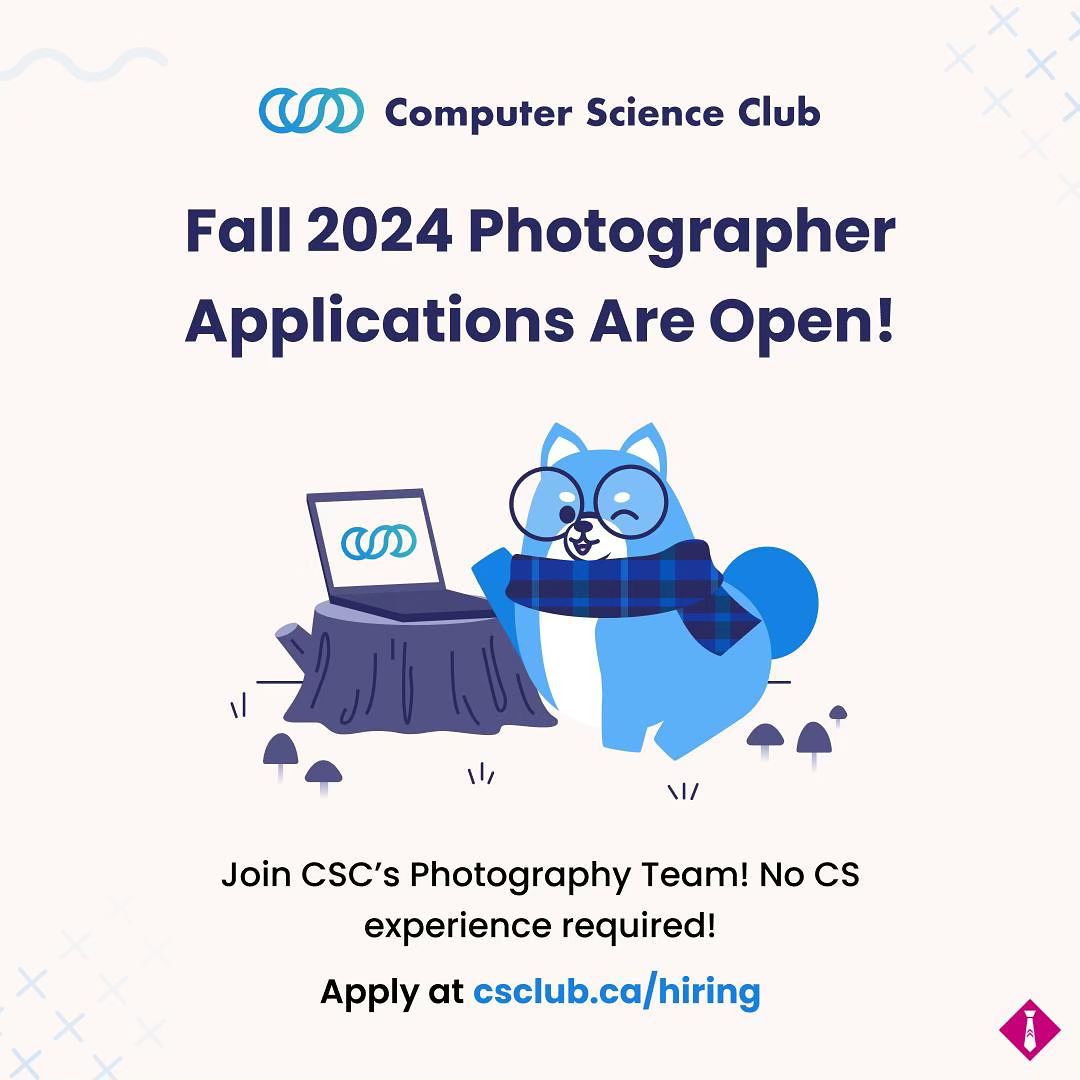 Computer Science Club
Fall 2024 Photographer
Applications Are Open!
Join CSC’s Photography Team! No CS
experience required!
Apply at csclub.ca/hiring